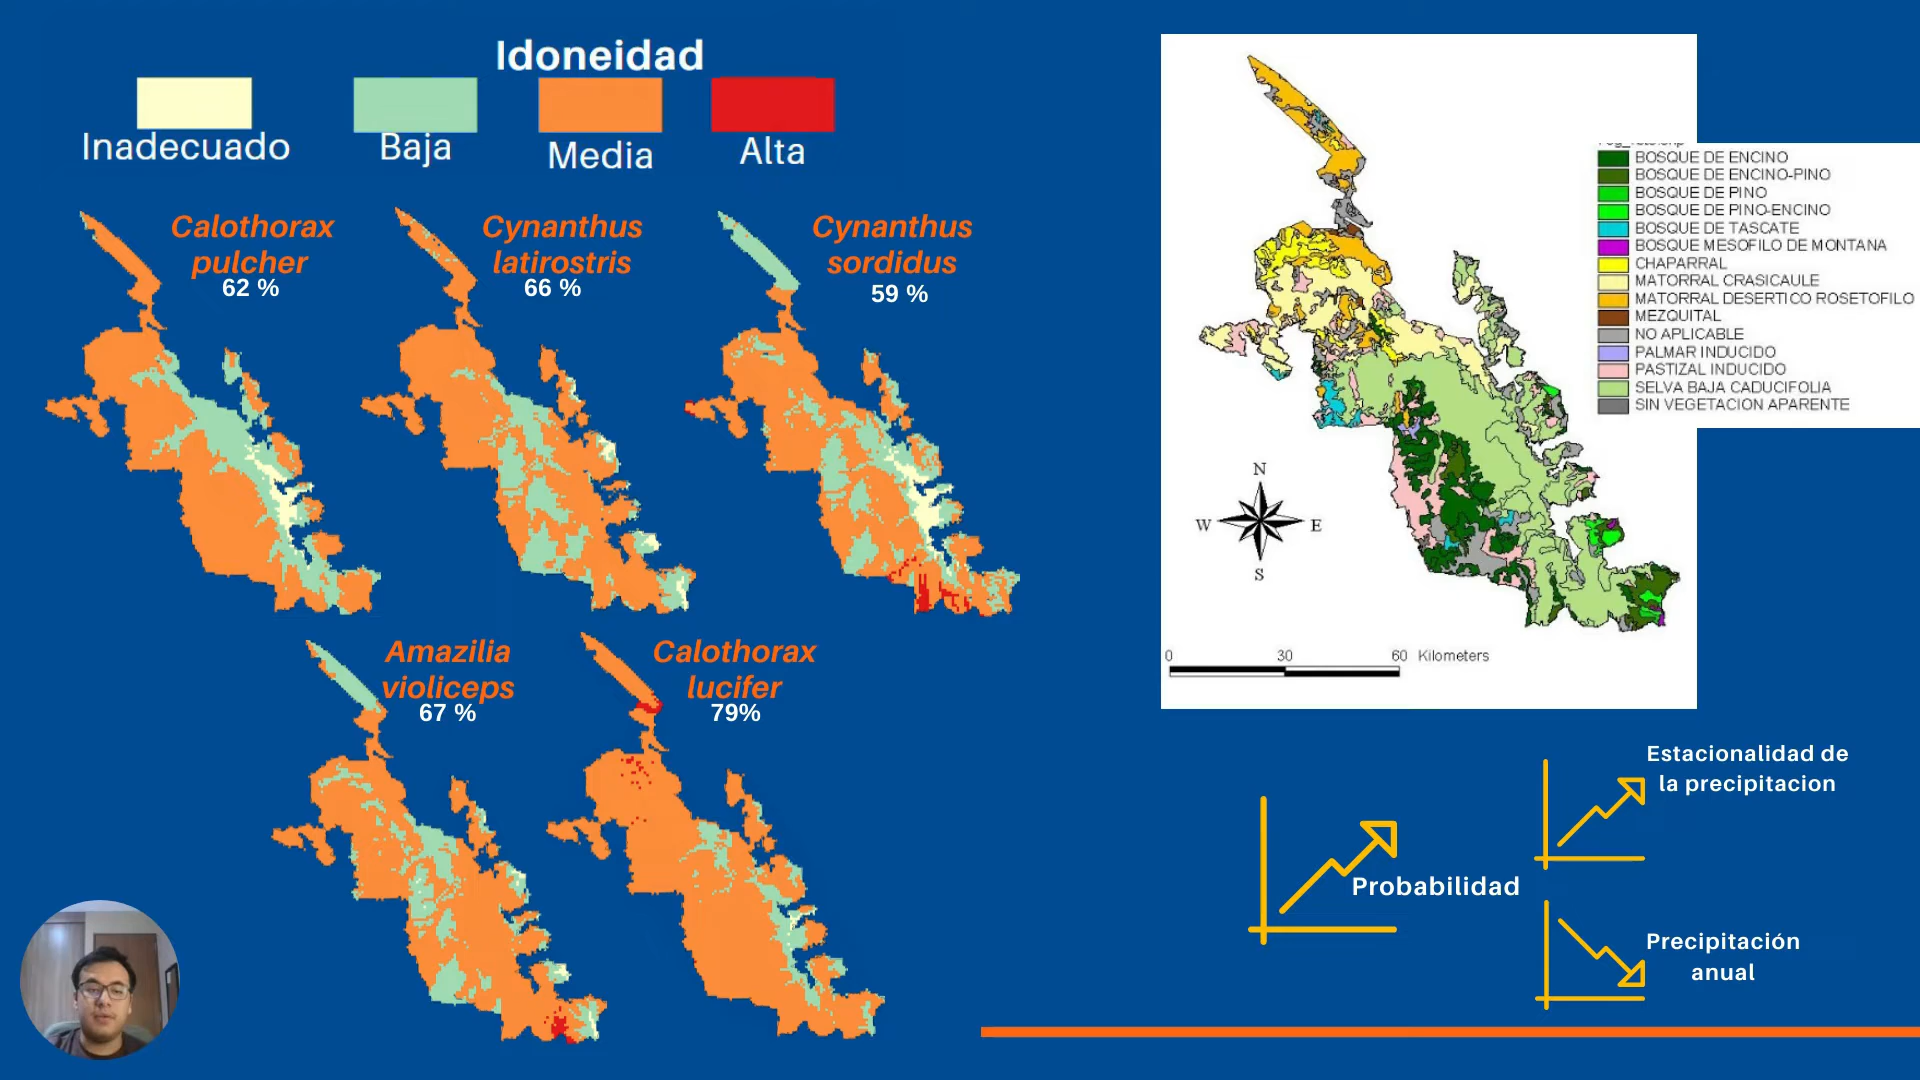 Idoneidad
Inadecuado
Baja
Media
Alta
Calothorax
pulcher
62 %
Cynanthus
latirostris
66 %
Cynanthus
sordidus
59 %
Amazilia
violiceps
67 %
Calothorax
lucifer
79%
BOSQUE DE ENCINO
BOSQUE DE ENCINO-PINO
BOSQUE DE PINO
BOSQUE DE PINO-ENCINO
BOSQUE DE TASCATE
BOSQUE MESOFILO DE MONTANA
CHAPARRAL
MATORRAL CRASICAULE
MATORRAL DESERTICO ROSETOFILO
MEZQUITAL
NO APLICABLE
PALMAR INDUCIDO
PASTIZAL INDUCIDO
SELVA BAJA CADUCIFOLIA
SIN VEGETACION APARENTE
N
W
E
S
0 30 60 Kilometers
Probabilidad
Estacionalidad de
la precipitacion
Precipitación
anual